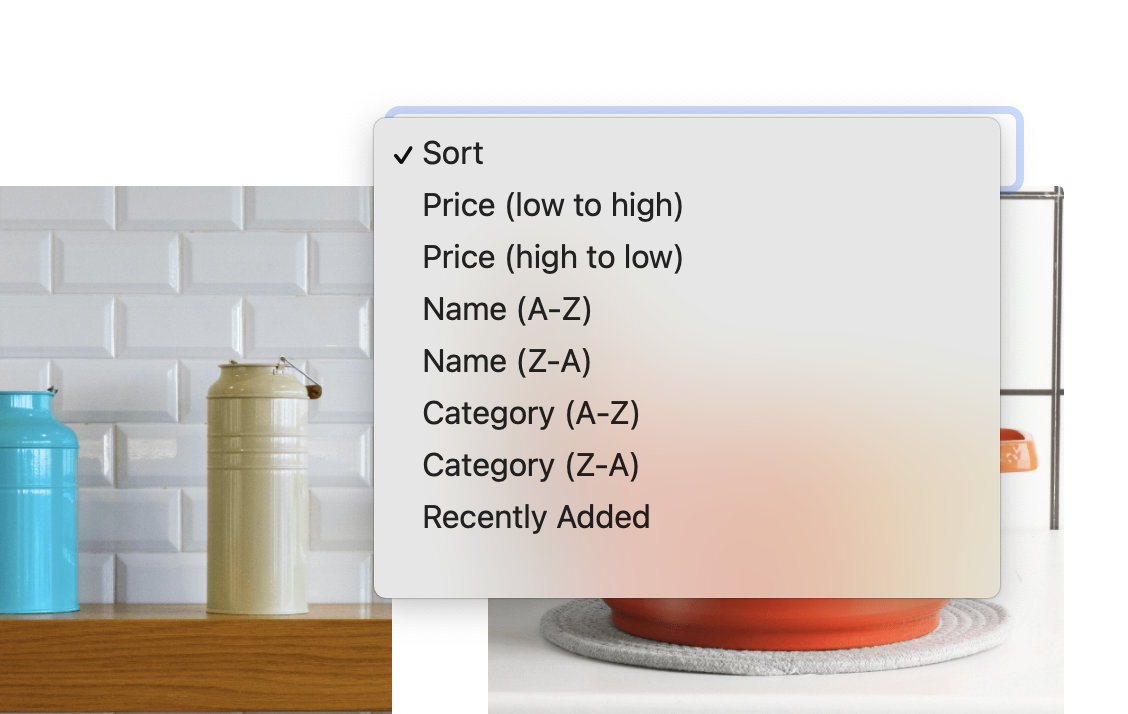 ✓ Sort
Price (low to high)
Price (high to low)
Name (A-Z)
Name (Z-A)
Category (A-Z)
Category (Z-A)
Recently Added